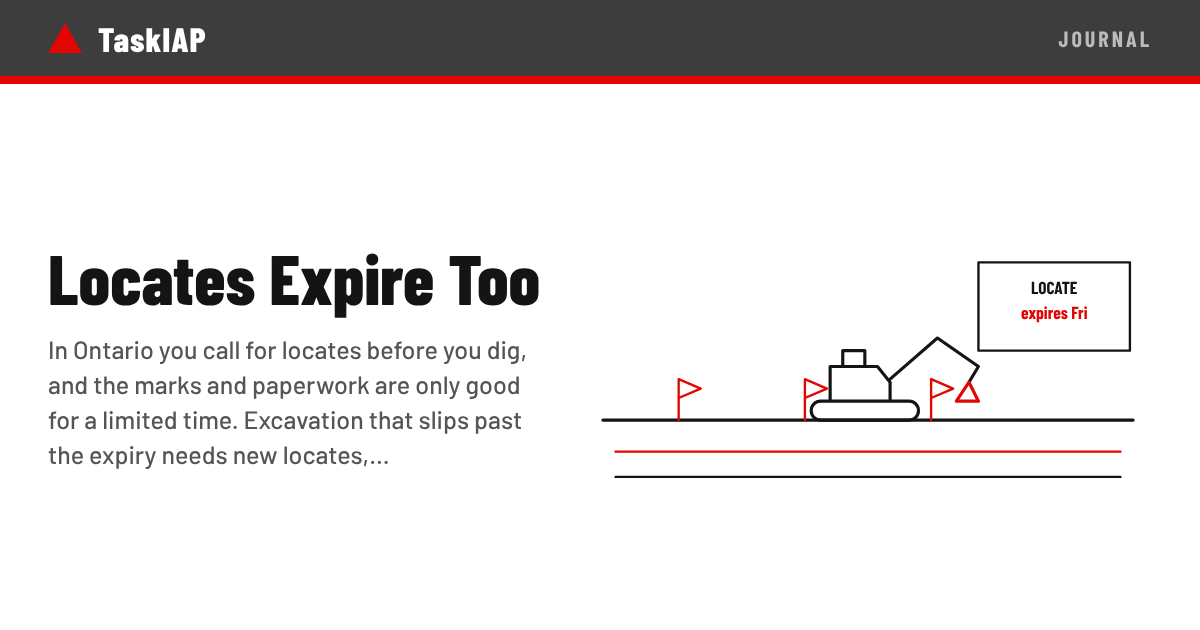 TaskIAP
JOURNAL
Locates Expire Too
In Ontario you call for locates before you dig,
and the marks and paperwork are only good
for a limited time. Excavation that slips past
the expiry needs new locates,...
LOCATE
expires Fri